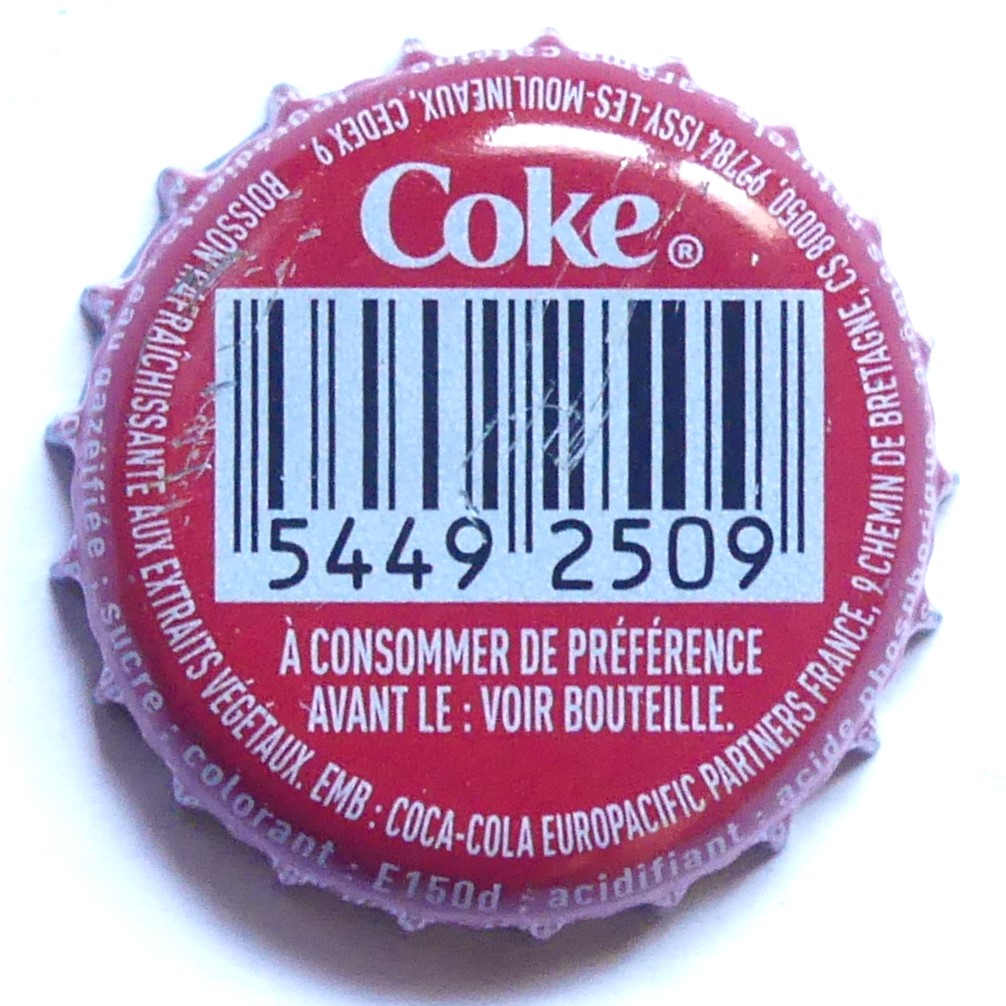 Coke®
5449 2509
À CONSOMMER DE PRÉFÉRENCE
AVANT LE : VOIR BOUTEILLE.
BOISSON RAFRAÎCHISSANTE AUX EXTRAITS VÉGÉTAUX. EMB : COCA-COLA EUROPACIFIC PARTNERS FRANCE, 9 CHEMIN DE BRETAGNE, CS 80050, 92784 ISSY-LES-MOULINEAUX, CEDEX 9.
eau gazéifiée ; sucre ; colorant : E150d ; acidifiant : acide phosphorique